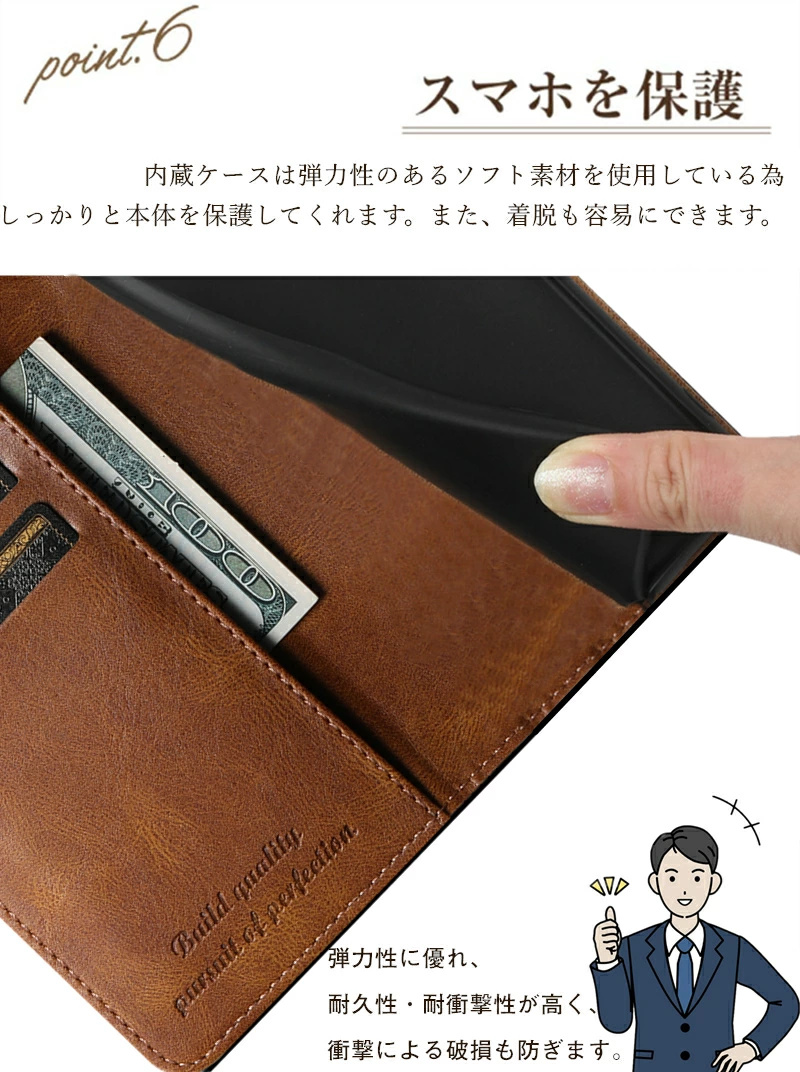 point.6
スマホを保護
内蔵ケースは弾力性のあるソフト素材を使用している為
しっかりと本体を保護してくれます。また、着脱も容易にできます。
100
Build quality
pursuit of perfection
弾力性に優れ、
耐久性・耐衝撃性が高く、
衝撃による破損も防ぎます。